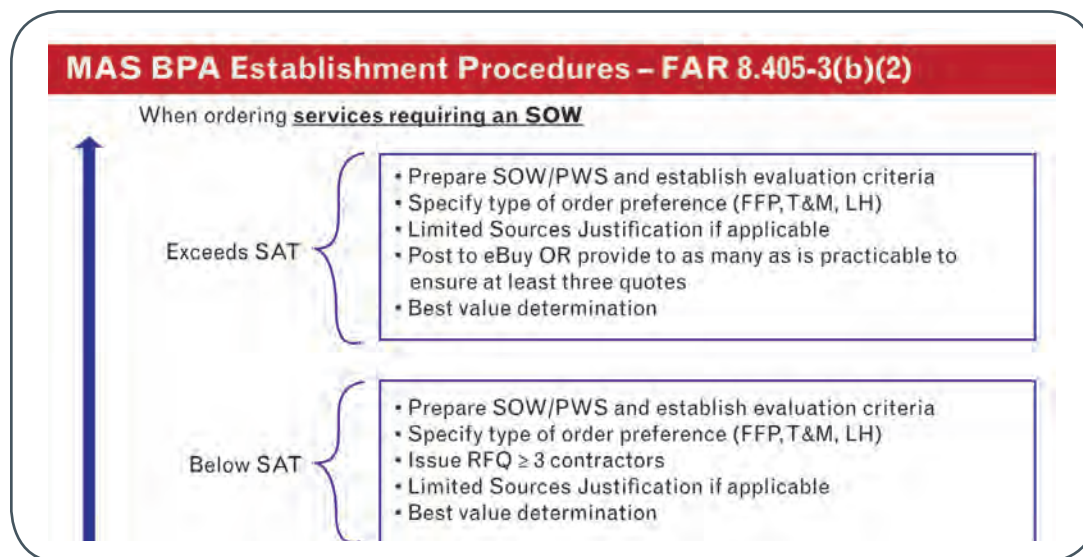 MAS BPA Establishment Procedures – FAR 8.405-3(b)(2)
When ordering services requiring an SOW
Exceeds SAT
• Prepare SOW/PWS and establish evaluation criteria
• Specify type of order preference (FFP, T&M, LH)
• Limited Sources Justification if applicable
• Post to eBuy OR provide to as many as is practicable to
ensure at least three quotes
• Best value determination
Below SAT
• Prepare SOW/PWS and establish evaluation criteria
• Specify type of order preference (FFP, T&M, LH)
• Issue RFQ ≥ 3 contractors
• Limited Sources Justification if applicable
• Best value determination